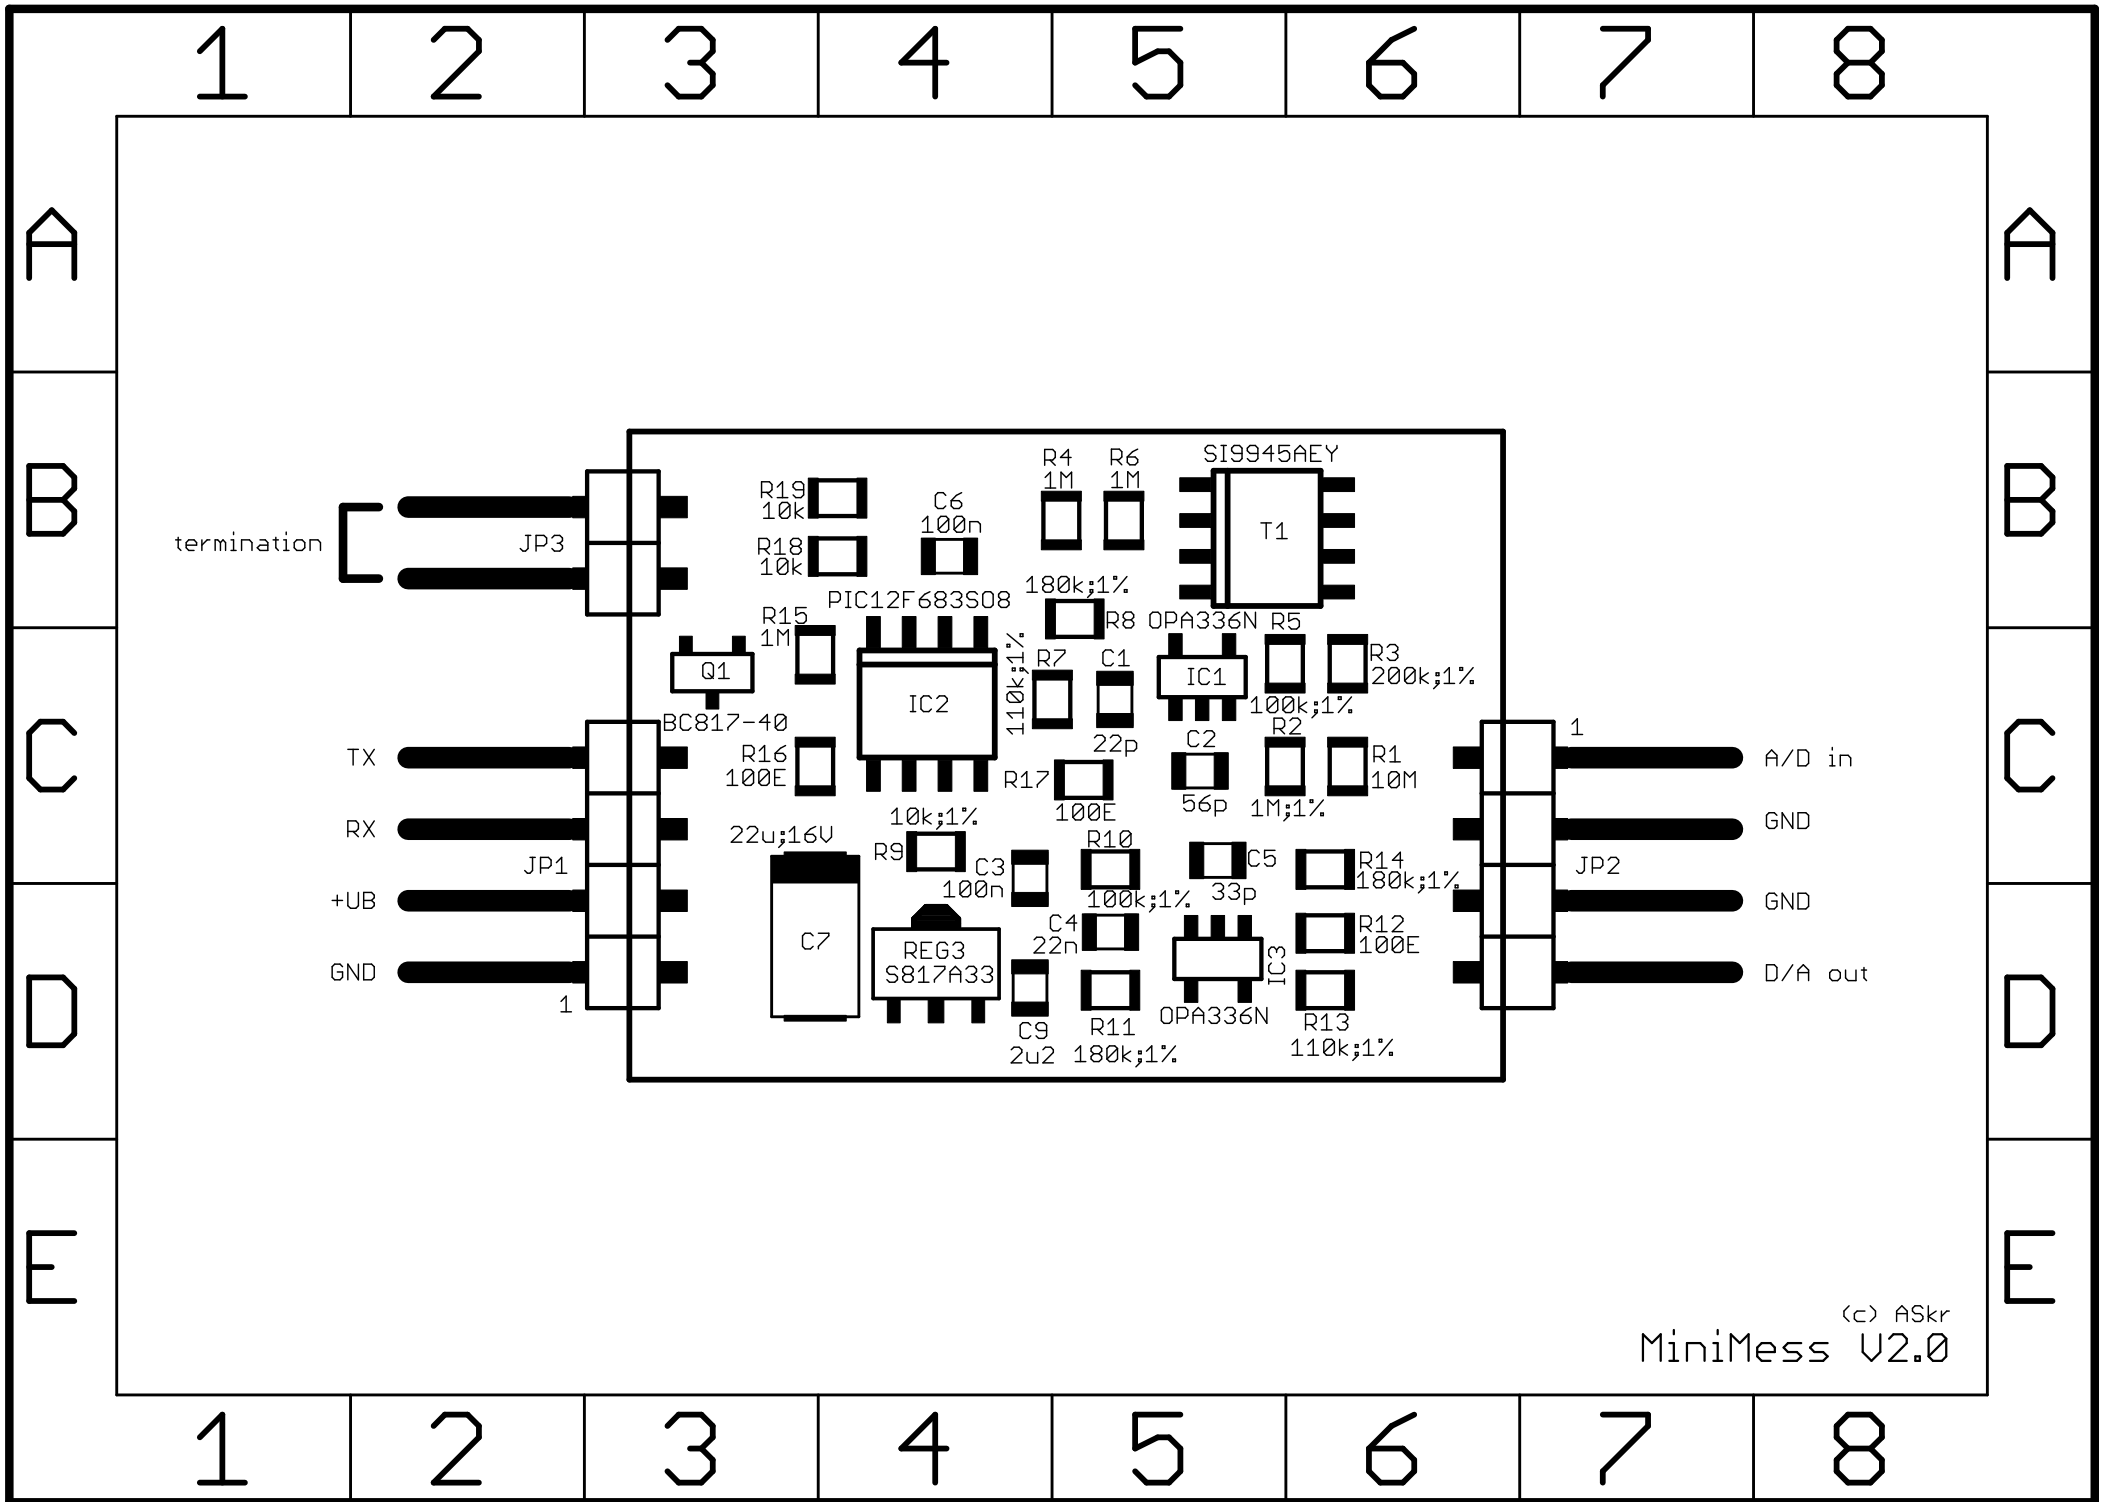 1 2 3 4 5 6 7 8
A
A
B
B
C
C
D
D
E
E
termination
JP3
R19
10k
R18
10k
C6
100n
R4
1M
R6
1M
SI9945AEY
T1
PIC12F683SO8
IC2
R15
1M
Q1
BC817-40
R16
100E
180k;1%
R8
R7
110k;1%
C1
22p
OPA336N
IC1
R5
100k;1%
R3
200k;1%
R2
1M;1%
R1
10M
C2
56p
R17
100E
10k;1%
R9
22u;16V
C7
C3
100n
REG3
S817A33
C9
2u2
R10
100k;1%
C4
22n
R11
180k;1%
C5
33p
IC3
OPA336N
R14
180k;1%
R12
100E
R13
110k;1%
TX
RX
JP1
+UB
GND
1
1
A/D in
GND
JP2
GND
D/A out
(c) ASkr
MiniMess V2.0
1 2 3 4 5 6 7 8